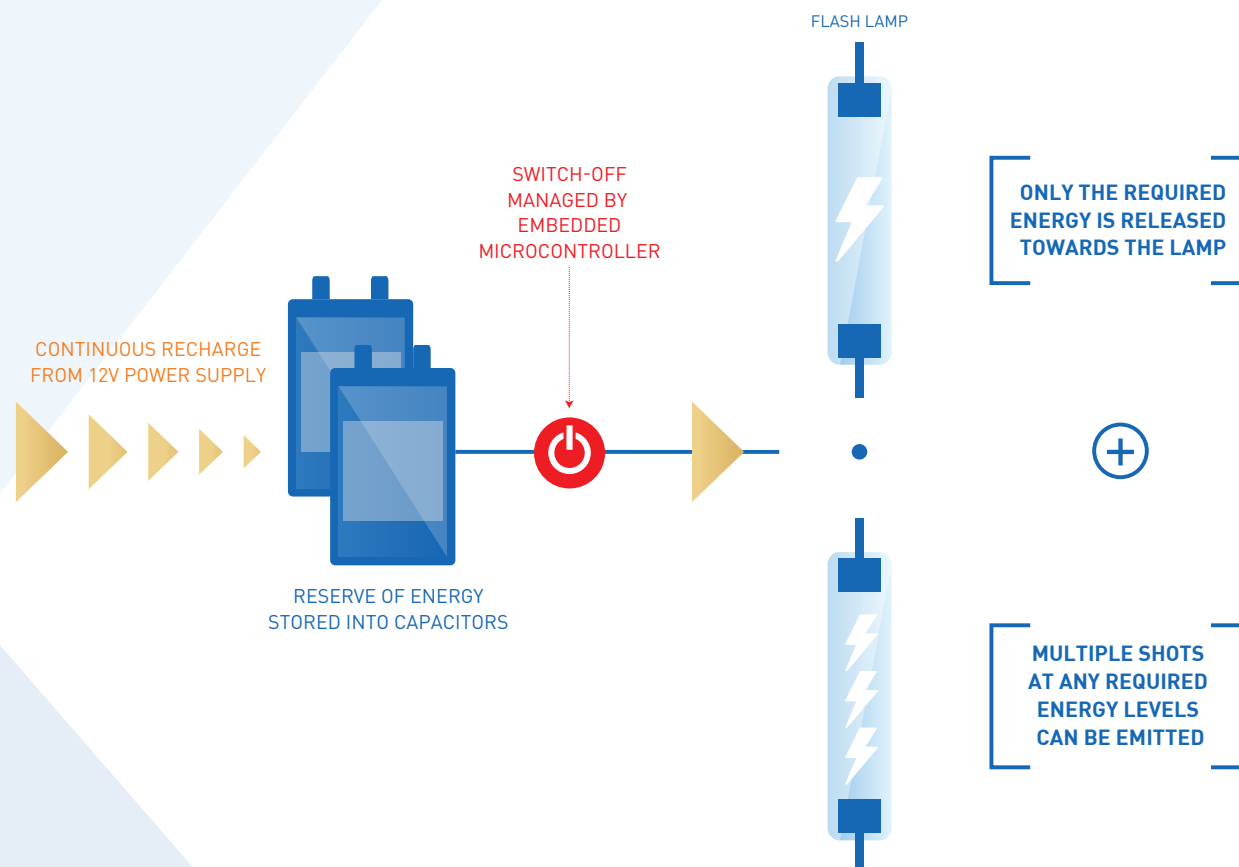 FLASH LAMP
SWITCH-OFF
MANAGED BY
EMBEDDED
MICROCONTROLLER
ONLY THE REQUIRED
ENERGY IS RELEASED
TOWARDS THE LAMP
CONTINUOUS RECHARGE
FROM 12V POWER SUPPLY
RESERVE OF ENERGY
STORED INTO CAPACITORS
MULTIPLE SHOTS
AT ANY REQUIRED
ENERGY LEVELS
CAN BE EMITTED